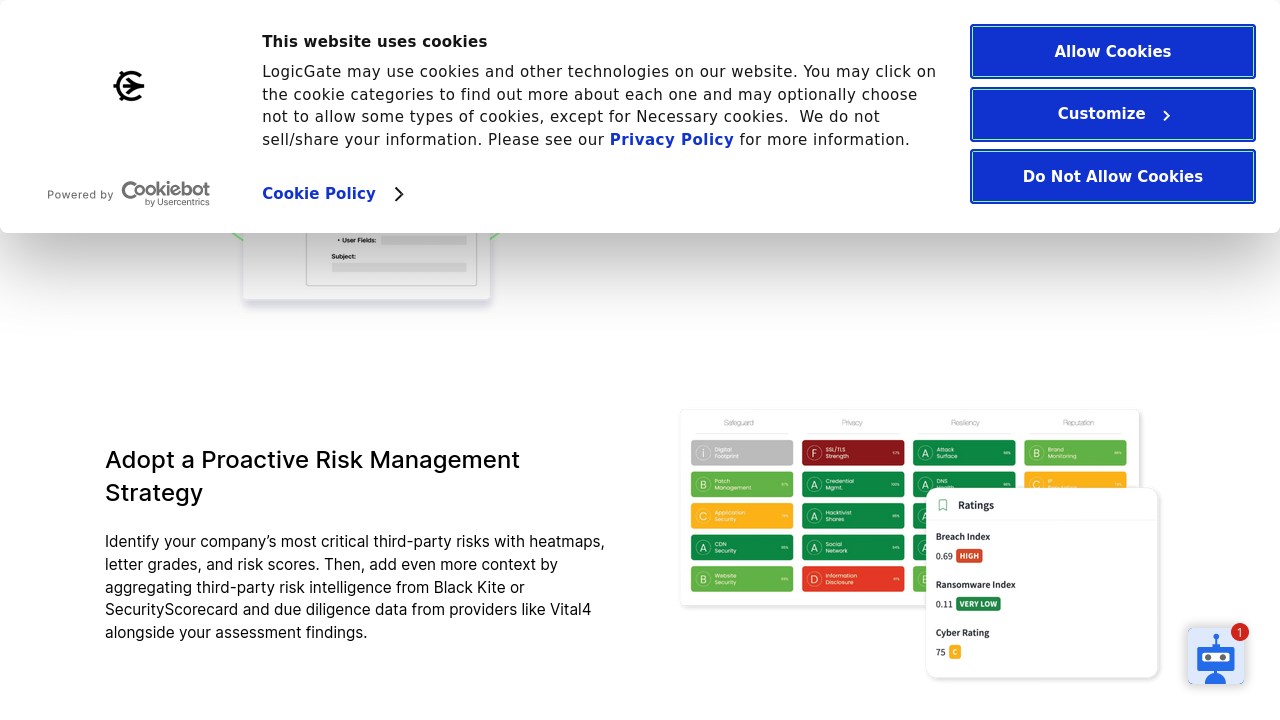 This website uses cookies
LogicGate may use cookies and other technologies on our website. You may click on
the cookie categories to find out more about each one and may optionally choose
not to allow some types of cookies, except for Necessary cookies.  We do not
sell/share your information. Please see our Privacy Policy for more information.
Cookie Policy
Powered by Cookiebot
by Usercentrics
Allow Cookies
Customize
Do Not Allow Cookies
• User Fields:
Subject:
Adopt a Proactive Risk Management
Strategy
Identify your company’s most critical third-party risks with heatmaps,
letter grades, and risk scores. Then, add even more context by
aggregating third-party risk intelligence from Black Kite or
SecurityScorecard and due diligence data from providers like Vital4
alongside your assessment findings.
Safeguard Privacy Resiliency Reputation
i Digital Footprint
F SSL/TLS Strength
A Attack Surface
B Brand Monitoring
B Patch Management
A Credential Mgmt.
A DNS
C IP
C Application Security
A Hacktivist Shares
A CDN Security
A Social Network
B Website Security
D Information Disclosure
Ratings
Breach Index
0.69 HIGH
Ransomware Index
0.11 VERY LOW
Cyber Rating
75 C
1